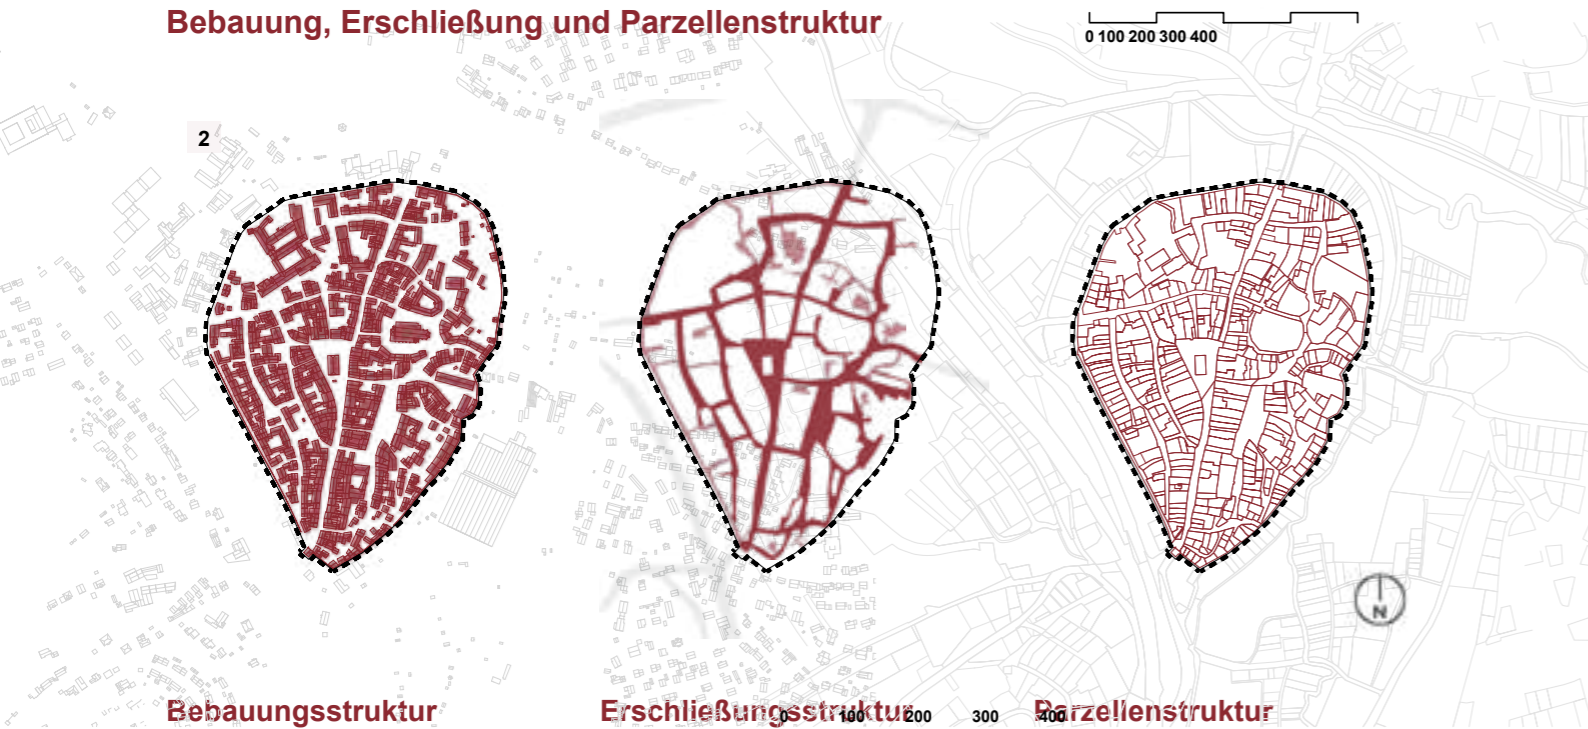 Bebauung, Erschließung und Parzellenstruktur
0 100 200 300 400
2
N
Bebauungsstruktur
Erschließungsstruktur
Parzellenstruktur
0 100 200 300 400